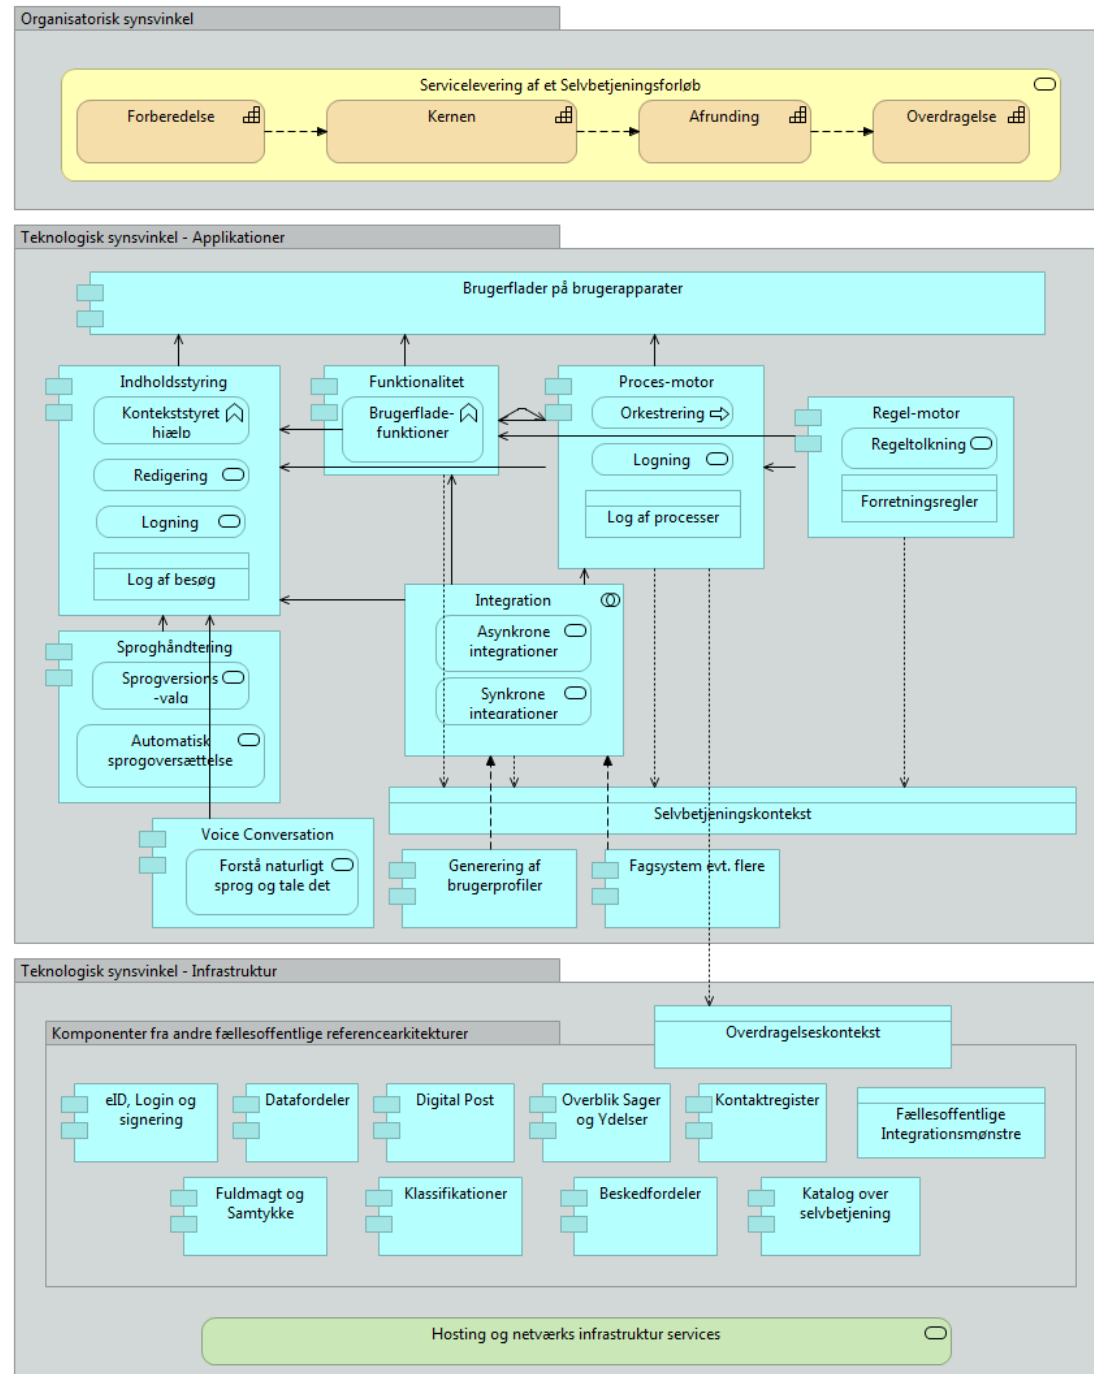 Organisatorisk synsvinkel
Servicelevering af et Selvbetjeningsforløb
Forberedelse
Kernen
Afrunding
Overdragelse
Teknologisk synsvinkel - Applikationer
Brugerflader på brugerapparater
Indholdsstyring
Kontekststyret
hjælp
Redigering
Logning
Log af besøg
Funktionalitet
Brugerflade-
funktioner
Proces-motor
Orkestrering
Logning
Log af processer
Regel-motor
Regeltolkning
Forretningsregler
Integration
Asynkrone
integrationer
Synkrone
integrationer
Sproghåndtering
Sprogversions
-valg
Automatisk
sprogoversættelse
Selvbetjeningskontekst
Voice Conversation
Forstå naturligt
sprog og tale det
Generering af
brugerprofiler
Fagsystem evt. flere
Teknologisk synsvinkel - Infrastruktur
Overdragelseskontekst
Komponenter fra andre fællesoffentlige referencearkitekturer
eID, Login og
signering
Datafordeler
Digital Post
Overblik Sager
og Ydelser
Kontaktregister
Fællesoffentlige
Integrationsmønstre
Fuldmagt og
Samtykke
Klassifikationer
Beskedfordeler
Katalog over
selvbetjening
Hosting og netværks infrastruktur services